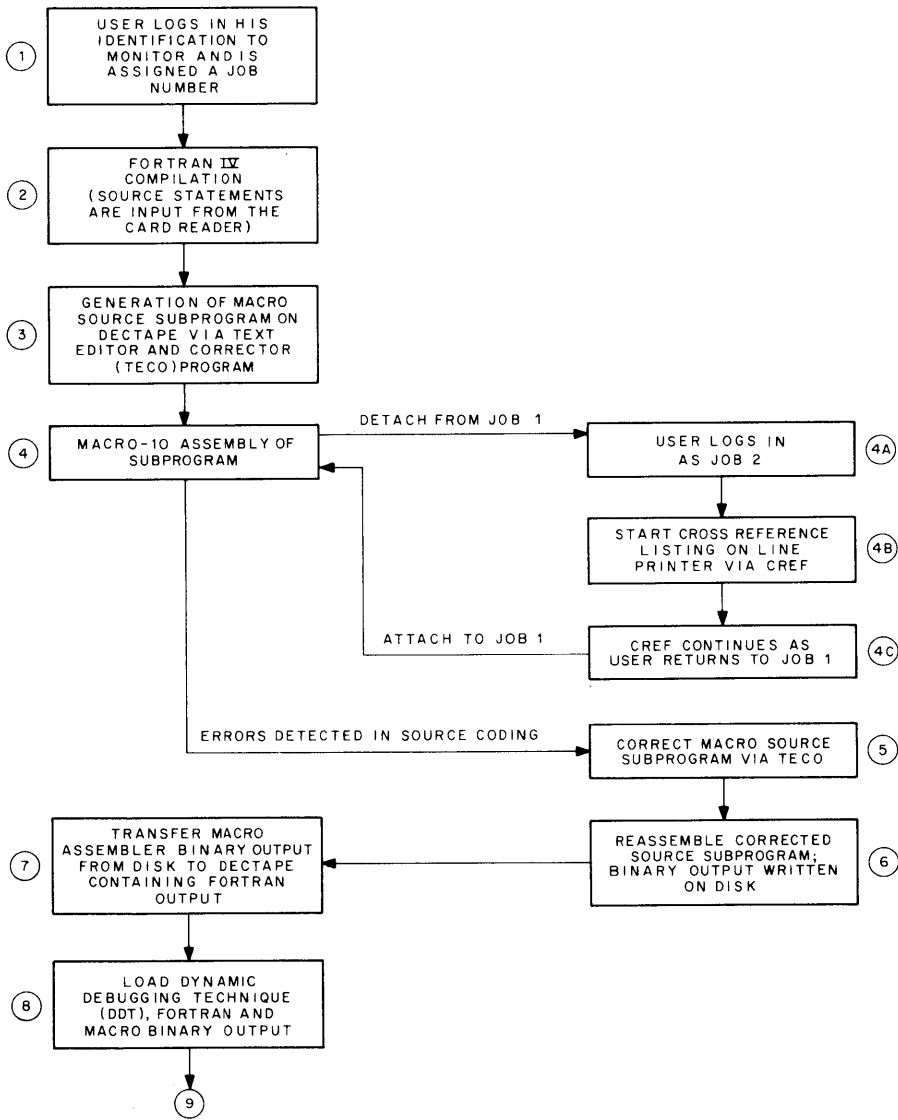 1
USER LOGS IN HIS
IDENTIFICATION TO
MONITOR AND IS
ASSIGNED A JOB
NUMBER
2
FORTRAN IV
COMPILATION
(SOURCE STATEMENTS
ARE INPUT FROM THE
CARD READER)
3
GENERATION OF MACRO
SOURCE SUBPROGRAM ON
DECTAPE VIA TEXT
EDITOR AND CORRECTOR
(TECO) PROGRAM
4
MACRO-10 ASSEMBLY OF
SUBPROGRAM
DETACH FROM JOB 1
USER LOGS IN
AS JOB 2
4A
START CROSS REFERENCE
LISTING ON LINE
PRINTER VIA CREF
4B
ATTACH TO JOB 1
CREF CONTINUES AS
USER RETURNS TO JOB 1
4C
ERRORS DETECTED IN SOURCE CODING
CORRECT MACRO SOURCE
SUBPROGRAM VIA TECO
5
REASSEMBLE CORRECTED
SOURCE SUBPROGRAM;
BINARY OUTPUT WRITTEN
ON DISK
6
7
TRANSFER MACRO
ASSEMBLER BINARY OUTPUT
FROM DISK TO DECTAPE
CONTAINING FORTRAN
OUTPUT
8
LOAD DYNAMIC
DEBUGGING TECHNIQUE
(DDT), FORTRAN AND
MACRO BINARY OUTPUT
9